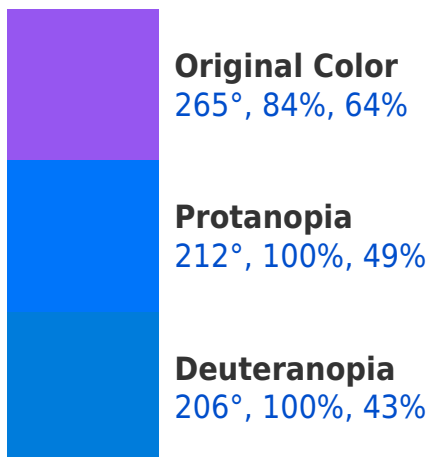 Original Color
265°, 84%, 64%
Protanopia
212°, 100%, 49%
Deuteranopia
206°, 100%, 43%